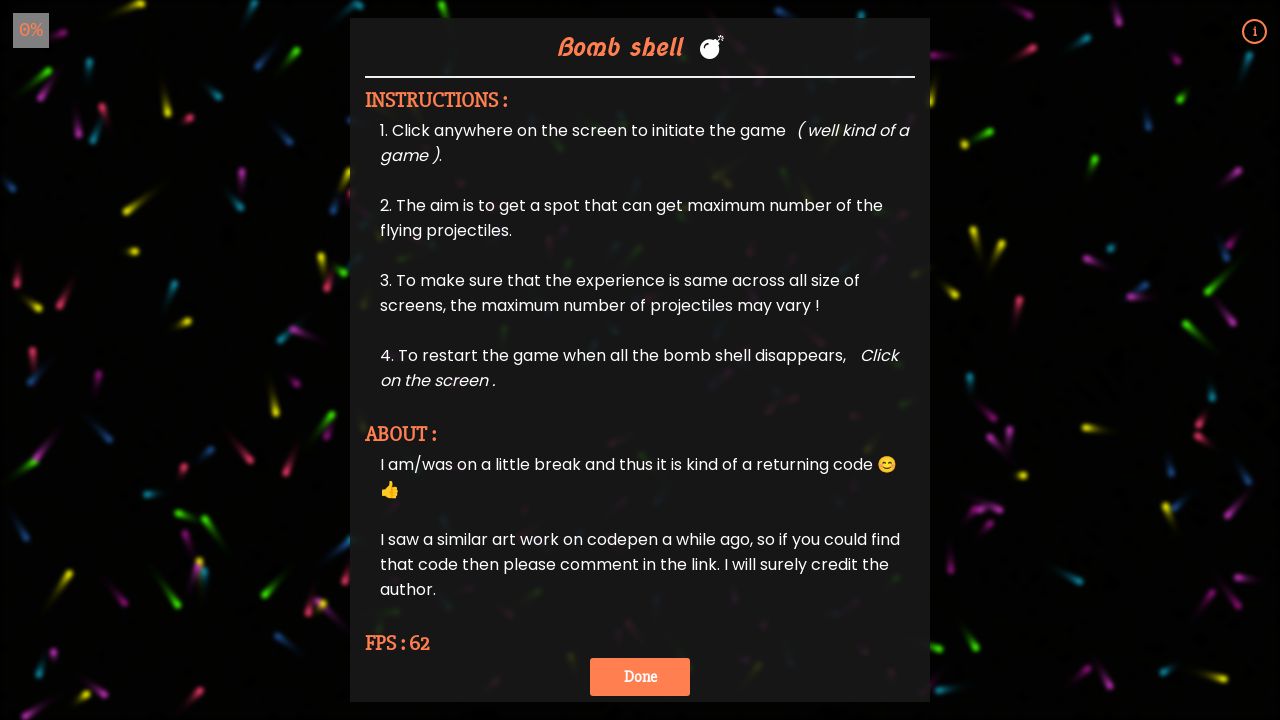 0%
Bomb shell 💣
i
INSTRUCTIONS :
1. Click anywhere on the screen to initiate the game ( well kind of a
game ).
2. The aim is to get a spot that can get maximum number of the
flying projectiles.
3. To make sure that the experience is same across all size of
screens, the maximum number of projectiles may vary !
4. To restart the game when all the bomb shell disappears, Click
on the screen .
ABOUT :
I am/was on a little break and thus it is kind of a returning code 😊
👍
I saw a similar art work on codepen a while ago, so if you could find
that code then please comment in the link. I will surely credit the
author.
FPS : 62
Done